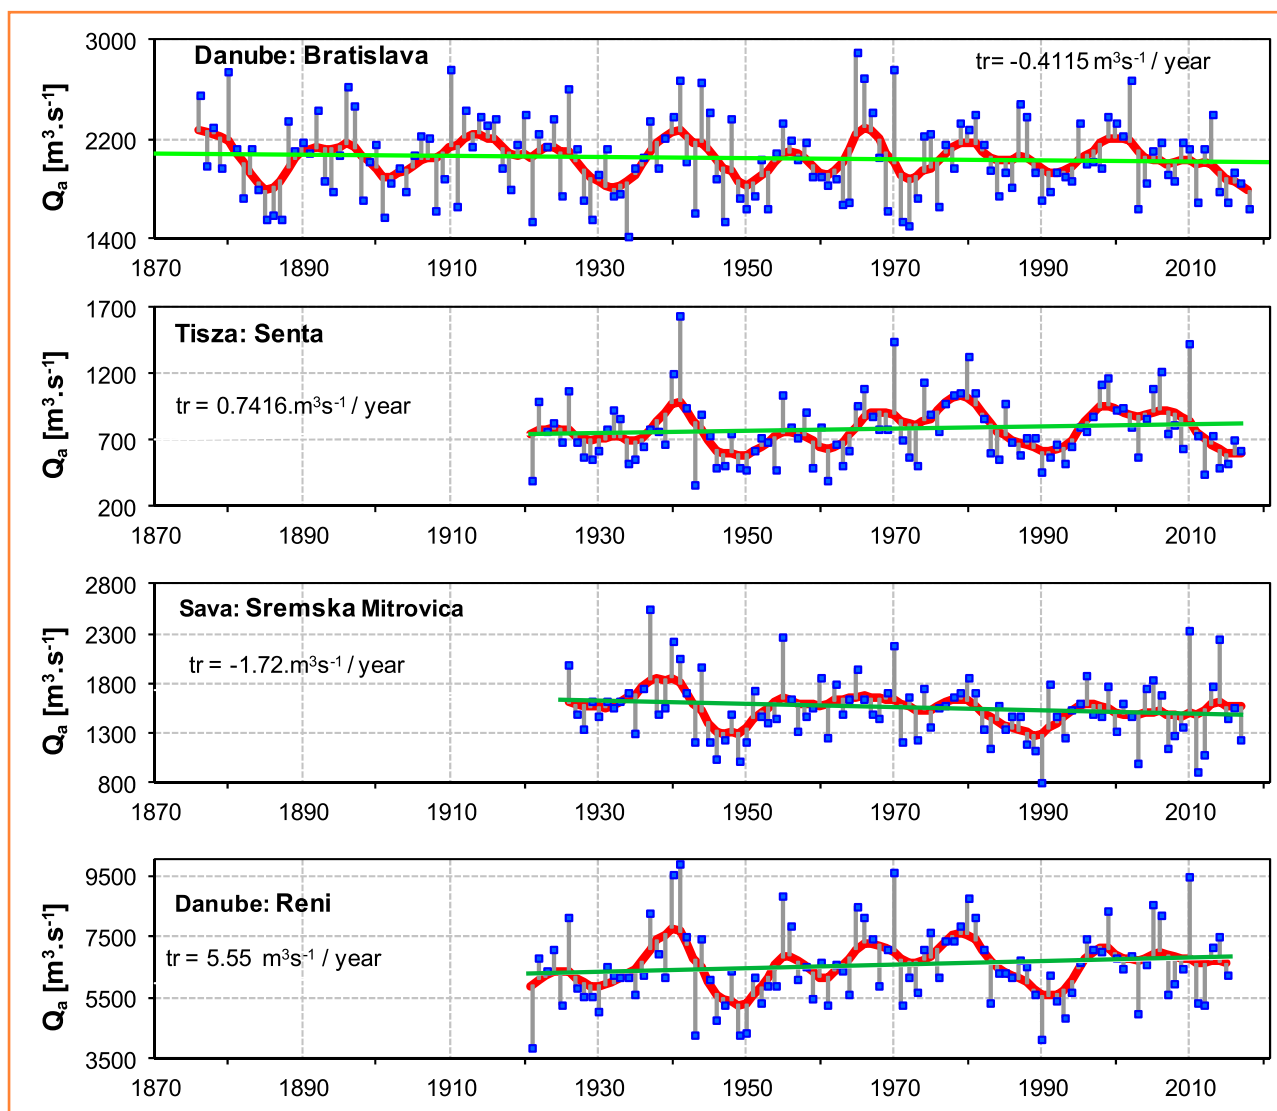 Danube: Bratislava
tr= -0.4115 m³s⁻¹ / year
Qₐ [m³.s⁻¹]
3000
2200
1400
1870 1890 1910 1930 1950 1970 1990 2010
Tisza: Senta
tr = 0.7416.m³s⁻¹ / year
Qₐ [m³.s⁻¹]
1700
1200
700
200
1870 1890 1910 1930 1950 1970 1990 2010
Sava: Sremska Mitrovica
tr = -1.72.m³s⁻¹ / year
Qₐ [m³.s⁻¹]
2800
2300
1800
1300
800
1870 1890 1910 1930 1950 1970 1990 2010
Danube: Reni
tr = 5.55 m³s⁻¹ / year
Qₐ [m³.s⁻¹]
9500
7500
5500
3500
1870 1890 1910 1930 1950 1970 1990 2010